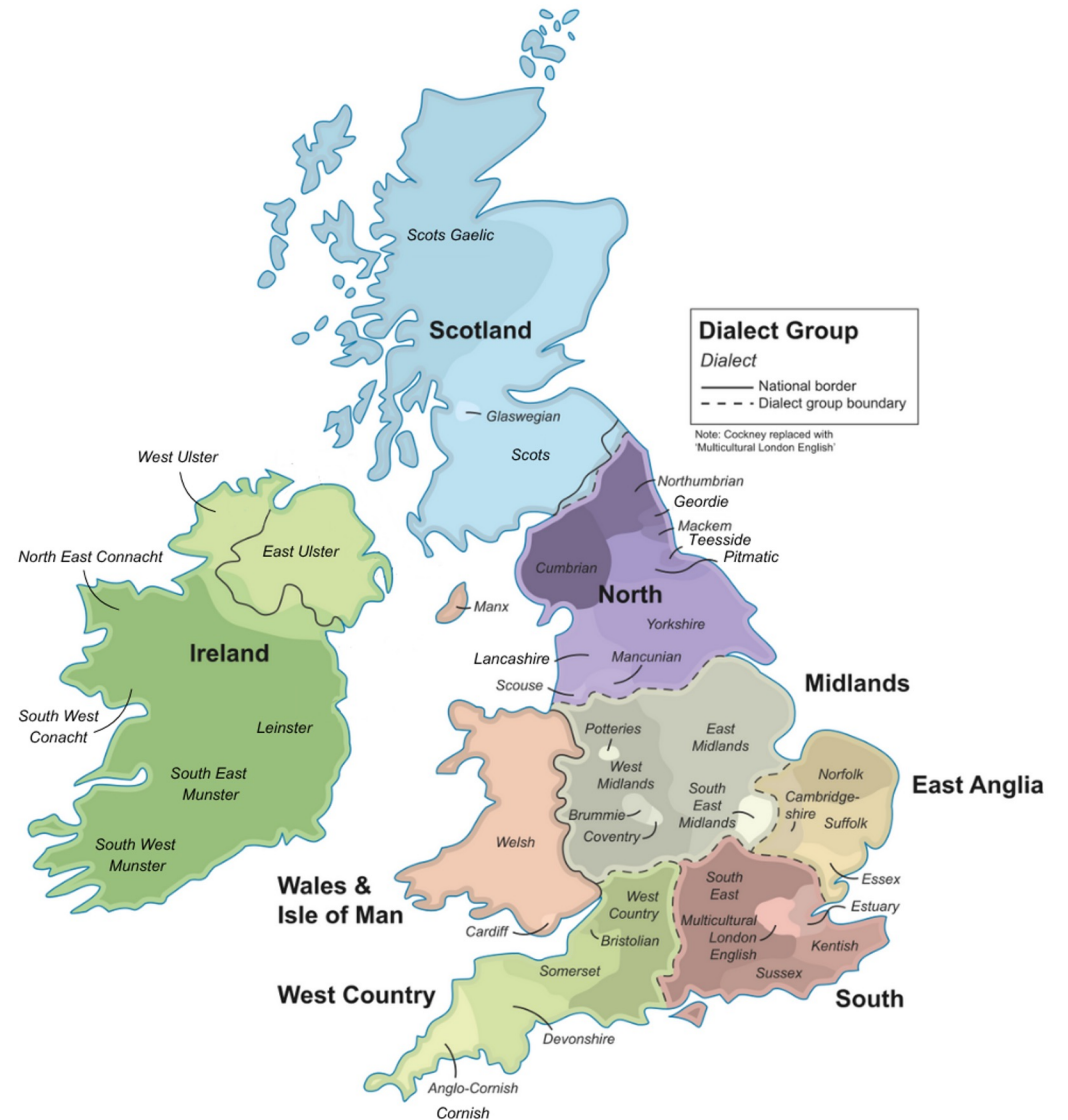 Scots Gaelic
Scotland
Dialect Group
Dialect
National border
Dialect group boundary
Note: Cockney replaced with
'Multicultural London English'
Glaswegian
Scots
West Ulster
Northumbrian
Geordie
Mackem
Teesside
Pitmatic
North East Connacht
East Ulster
Cumbrian
North
Manx
Yorkshire
Ireland
Lancashire
Mancunian
Scouse
Midlands
South West
Conacht
Leinster
Potteries
East
Midlands
South East
Munster
West
Midlands
South
East
Midlands
Norfolk
East Anglia
Cambridge-
shire
Suffolk
Brummie
Coventry
South West
Munster
Welsh
Wales &
Isle of Man
Essex
South
East
Estuary
West
Country
Cardiff
Bristolian
Multicultural
London
English
Kentish
Somerset
Sussex
West Country
South
Devonshire
Anglo-Cornish
Cornish